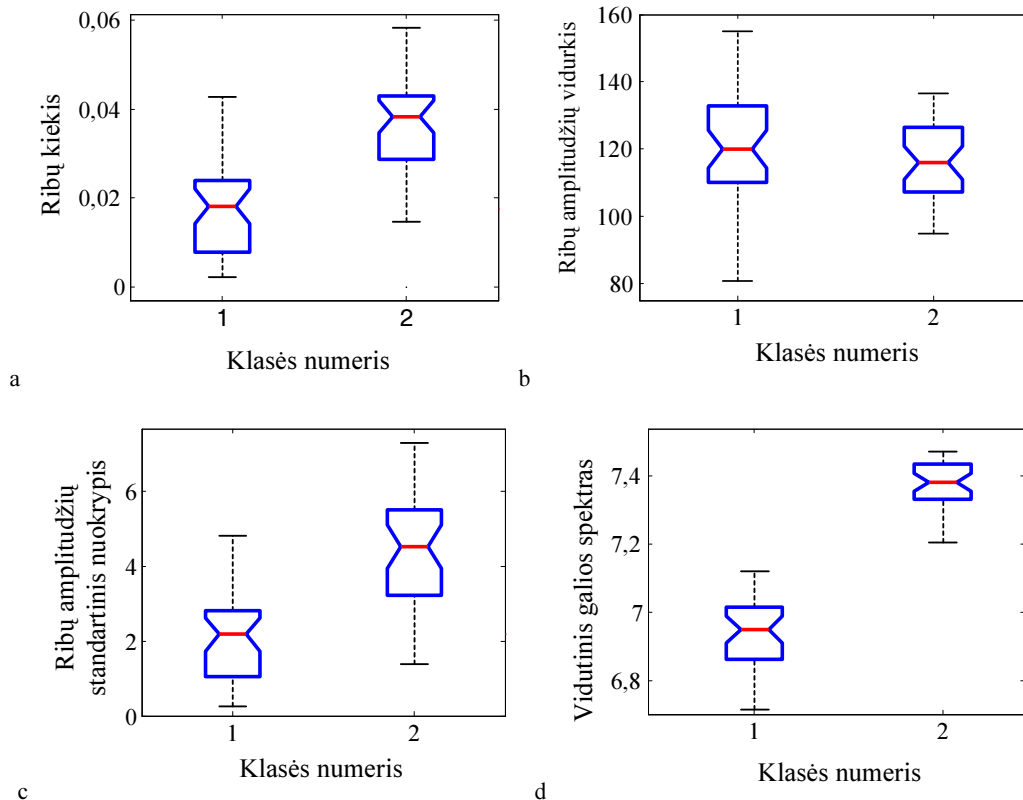 0,06
0,04
0,02
0
Ribų kiekis
1 2
Klasės numeris
a
160
140
120
100
80
Ribų amplitudžių vidurkis
1 2
Klasės numeris
b
6
4
2
0
Ribų amplitudžių
standartinis nuokrypis
1 2
Klasės numeris
c
7,4
7,2
7
6,8
Vidutinis galios spektras
1 2
Klasės numeris
d